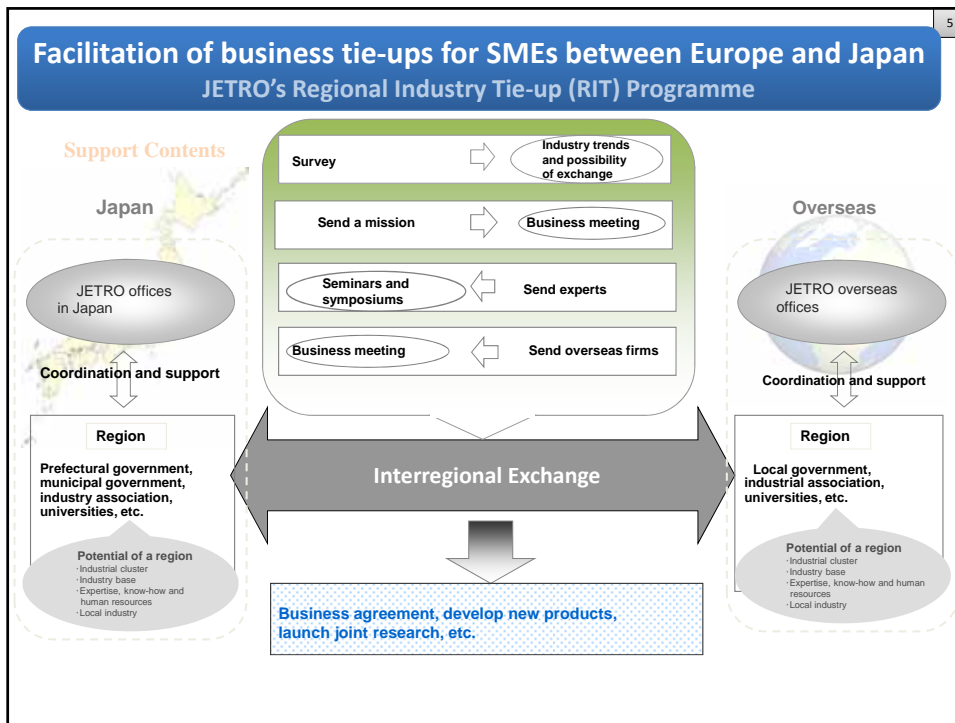 5
Facilitation of business tie-ups for SMEs between Europe and Japan
JETRO's Regional Industry Tie-up (RIT) Programme
Support Contents
Survey
Industry trends
and possibility
of exchange
Send a mission
Business meeting
Seminars and
symposiums
Send experts
Business meeting
Send overseas firms
Japan
JETRO offices
in Japan
Coordination and support
Region
Prefectural government,
municipal government,
industry association,
universities, etc.
Potential of a region
·Industrial cluster
·Industry base
·Expertise, know-how and
human resources
·Local industry
Overseas
JETRO overseas
offices
Coordination and support
Region
Local government,
industrial association,
universities, etc.
Potential of a region
·Industrial cluster
·Industry base
·Expertise, know-how and human
resources
·Local industry
Interregional Exchange
Business agreement, develop new products,
launch joint research, etc.